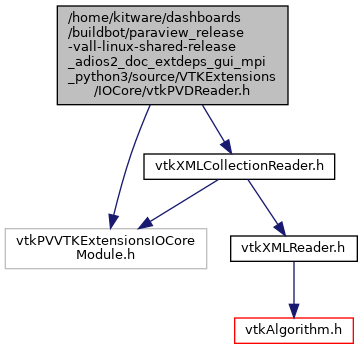 /home/kitware/dashboards
/buildbot/paraview_release
-vall-linux-shared-release
_adios2_doc_extdeps_gui_mpi
_python3/source/VTKExtensions
/IOCore/vtkPVDReader.h
vtkXMLCollectionReader.h
vtkPVVTKExtensionsIOCore
Module.h
vtkXMLReader.h
vtkAlgorithm.h